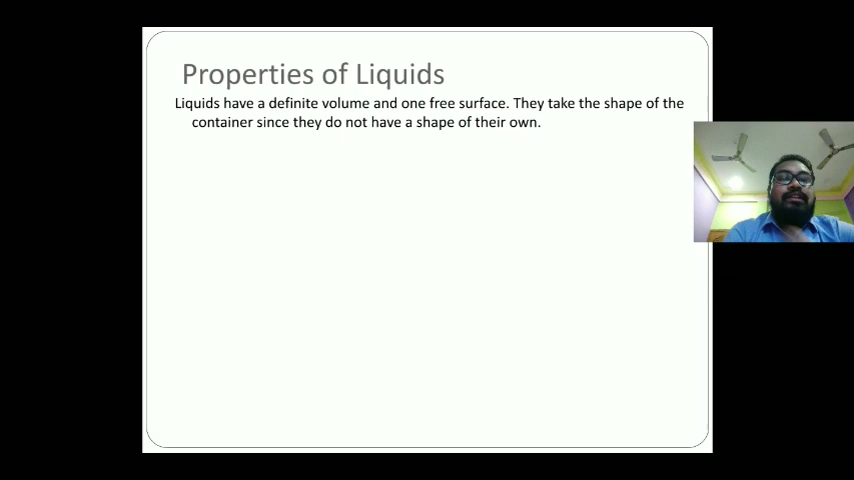 Properties of Liquids
Liquids have a definite volume and one free surface. They take the shape of the
container since they do not have a shape of their own.